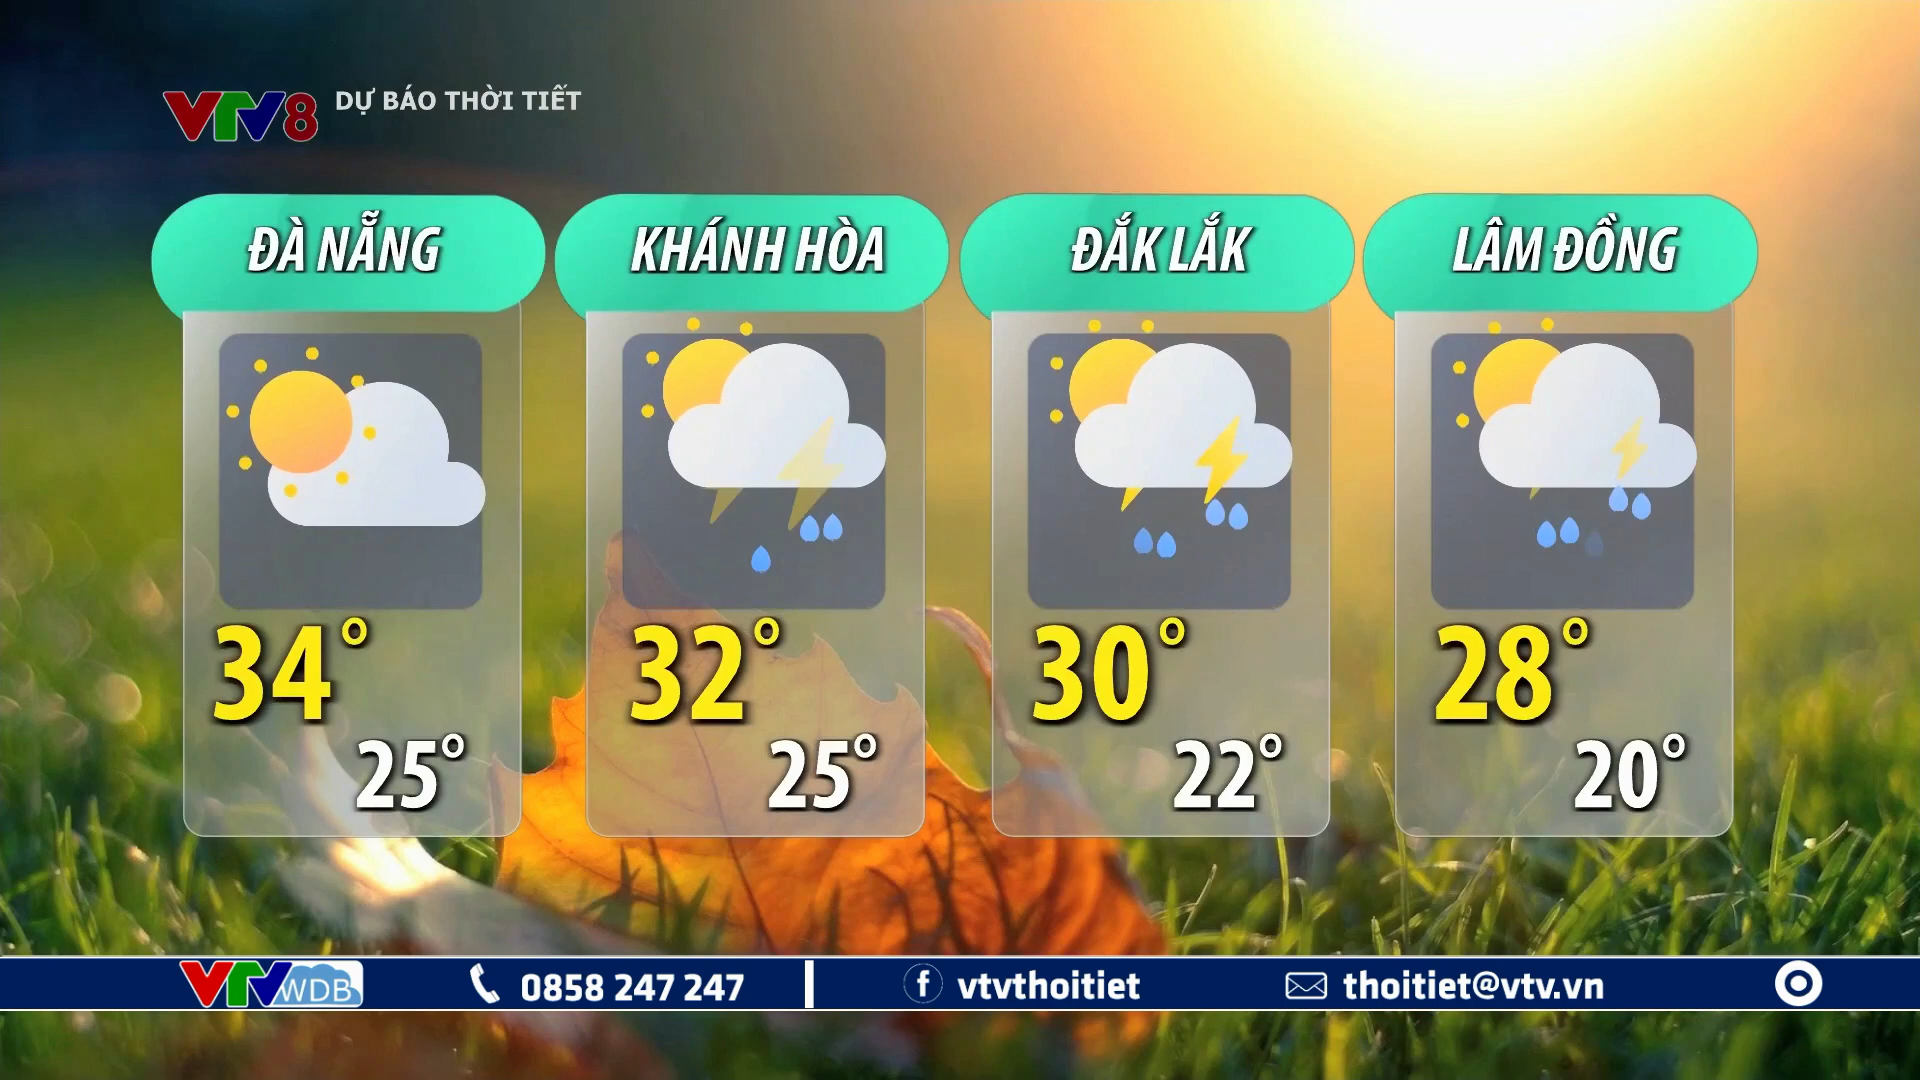 VTV8 DỰ BÁO THỜI TIẾT
ĐÀ NẴNG
34°
25°
KHÁNH HÒA
32°
25°
ĐẮK LẮK
30°
22°
LÂM ĐỒNG
28°
20°
VTV WDB 0858 247 247 vtvthoitiet thoitiet@vtv.vn